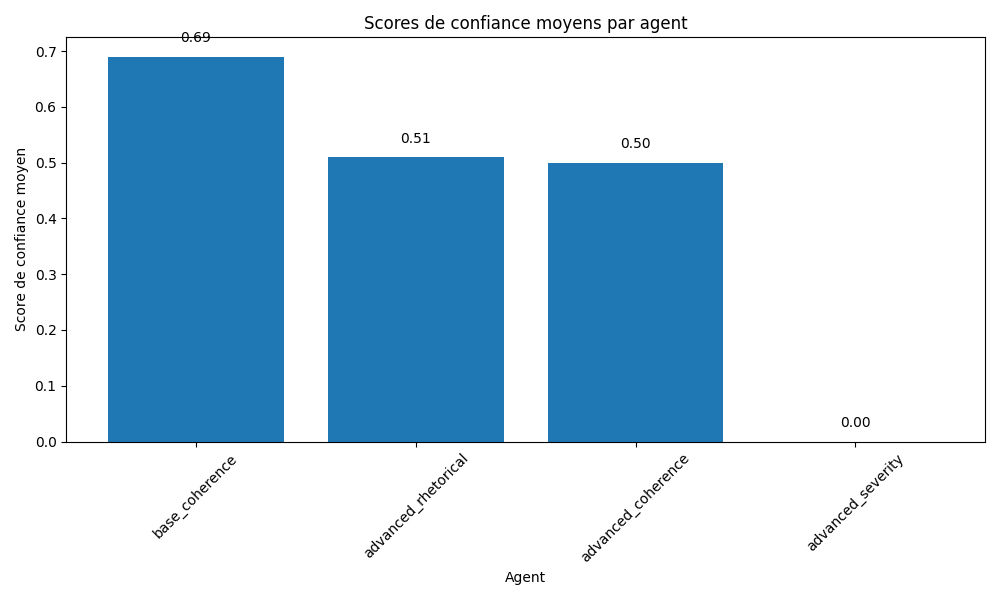 Scores de confiance moyens par agent
0.69
0.51
0.50
0.00
0.7
0.6
0.5
0.4
0.3
0.2
0.1
0.0
Score de confiance moyen
base_coherence
advanced_rhetorical
advanced_coherence
advanced_severity
Agent